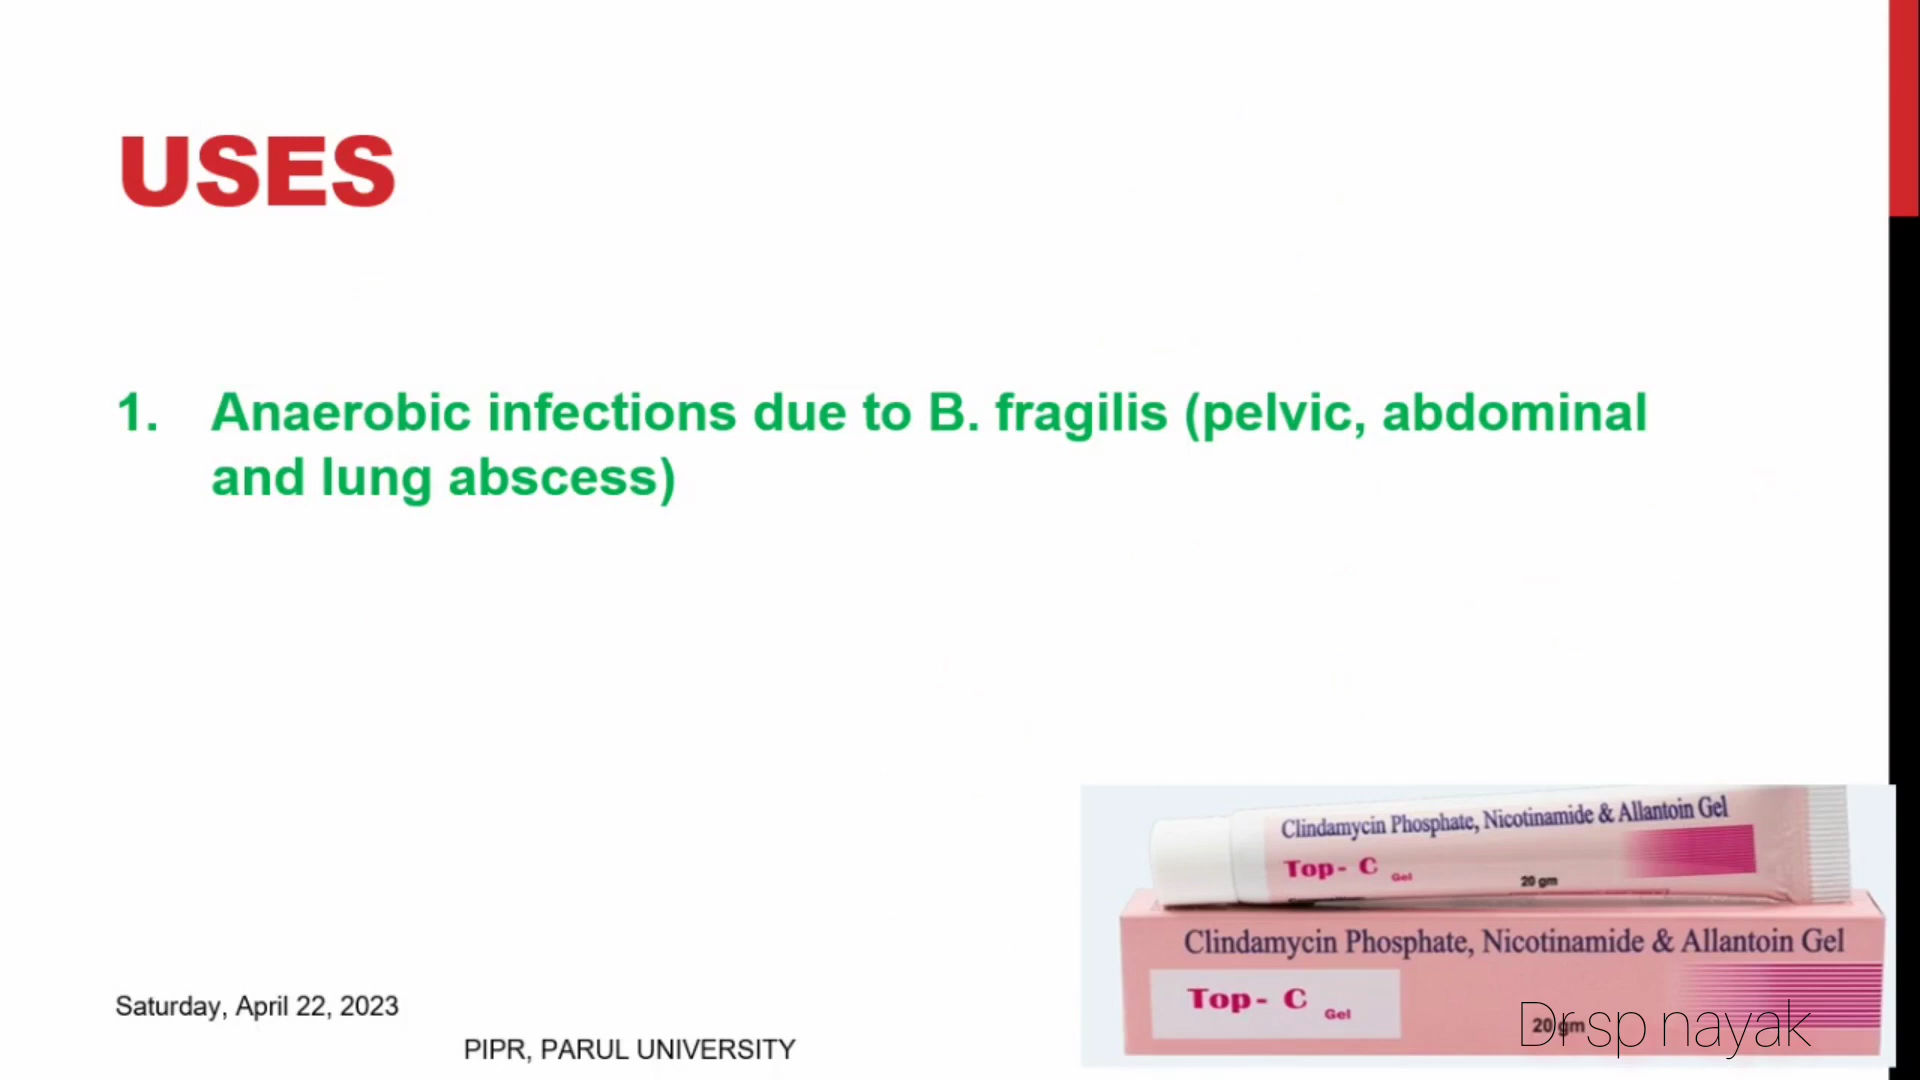 USES
1. Anaerobic infections due to B. fragilis (pelvic, abdominal
and lung abscess)
Clindamycin Phosphate, Nicotinamide & Allantoin Gel
Top- C Gel
20 gm
Clindamycin Phosphate, Nicotinamide & Allantoin Gel
Top- C Gel
20 gm
Dr sp nayak
Saturday, April 22, 2023
PIPR, PARUL UNIVERSITY